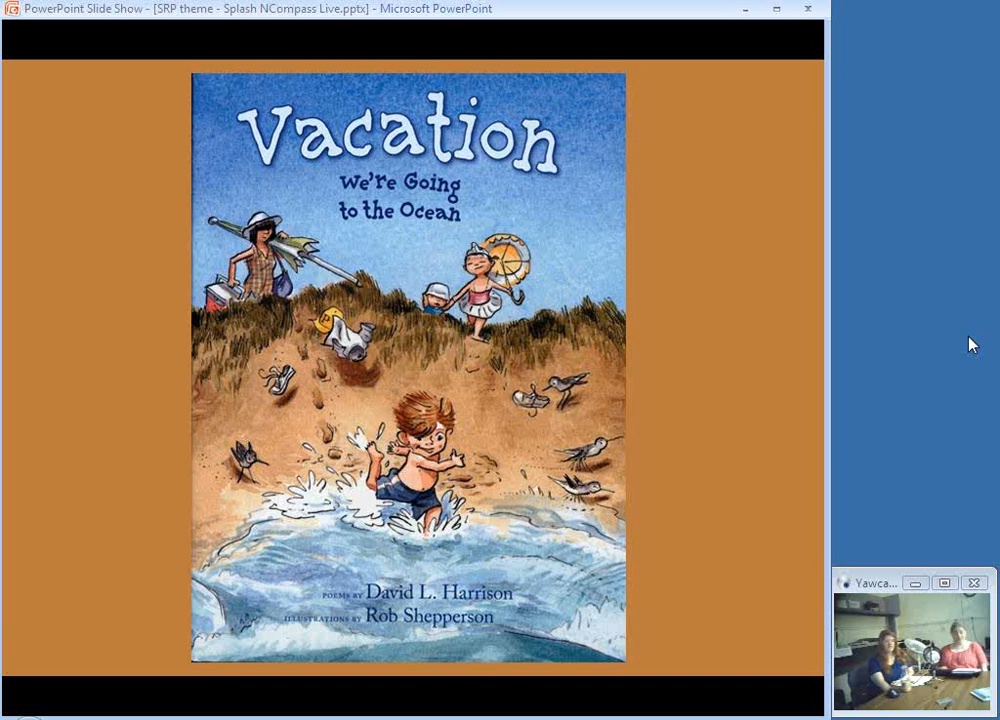 PowerPoint Slide Show - [SRP theme - Splash NCompass Live.pptx] - Microsoft PowerPoint
Vacation
We're Going
to the Ocean
POEMS BY David L. Harrison
ILLUSTRATIONS BY Rob Shepperson
Yawca...